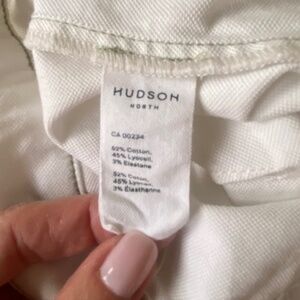 HUDSON
NORTH
CA 00234
52% Cotton,
45% Lyocell,
3% Elastane
52% Coton,
45% Lyocell,
3% Élasthanne